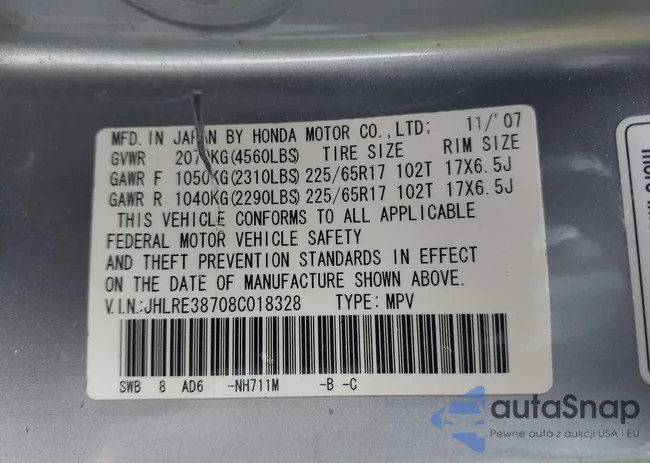 MFD. IN JAPAN BY HONDA MOTOR CO.,LTD: 11/'07
GVWR KG(4560LBS) TIRE SIZE RIM SIZE
GAWR F 1050KG(2310LBS) 225/65R17 102T 17X6.5J
GAWR R 1040KG(2290LBS) 225/65R17 102T 17X6.5J
THIS VEHICLE CONFORMS TO ALL APPLICABLE
FEDERAL MOTOR VEHICLE SAFETY
AND THEFT PREVENTION STANDARDS IN EFFECT
ON THE DATE OF MANUFACTURE SHOWN ABOVE.
V.I.N.:JHLRE38708C018328 TYPE: MPV
SWB 8 AD6 -NH711M -B -C
autaSnap
Pewne auto z aukcji USA i EU